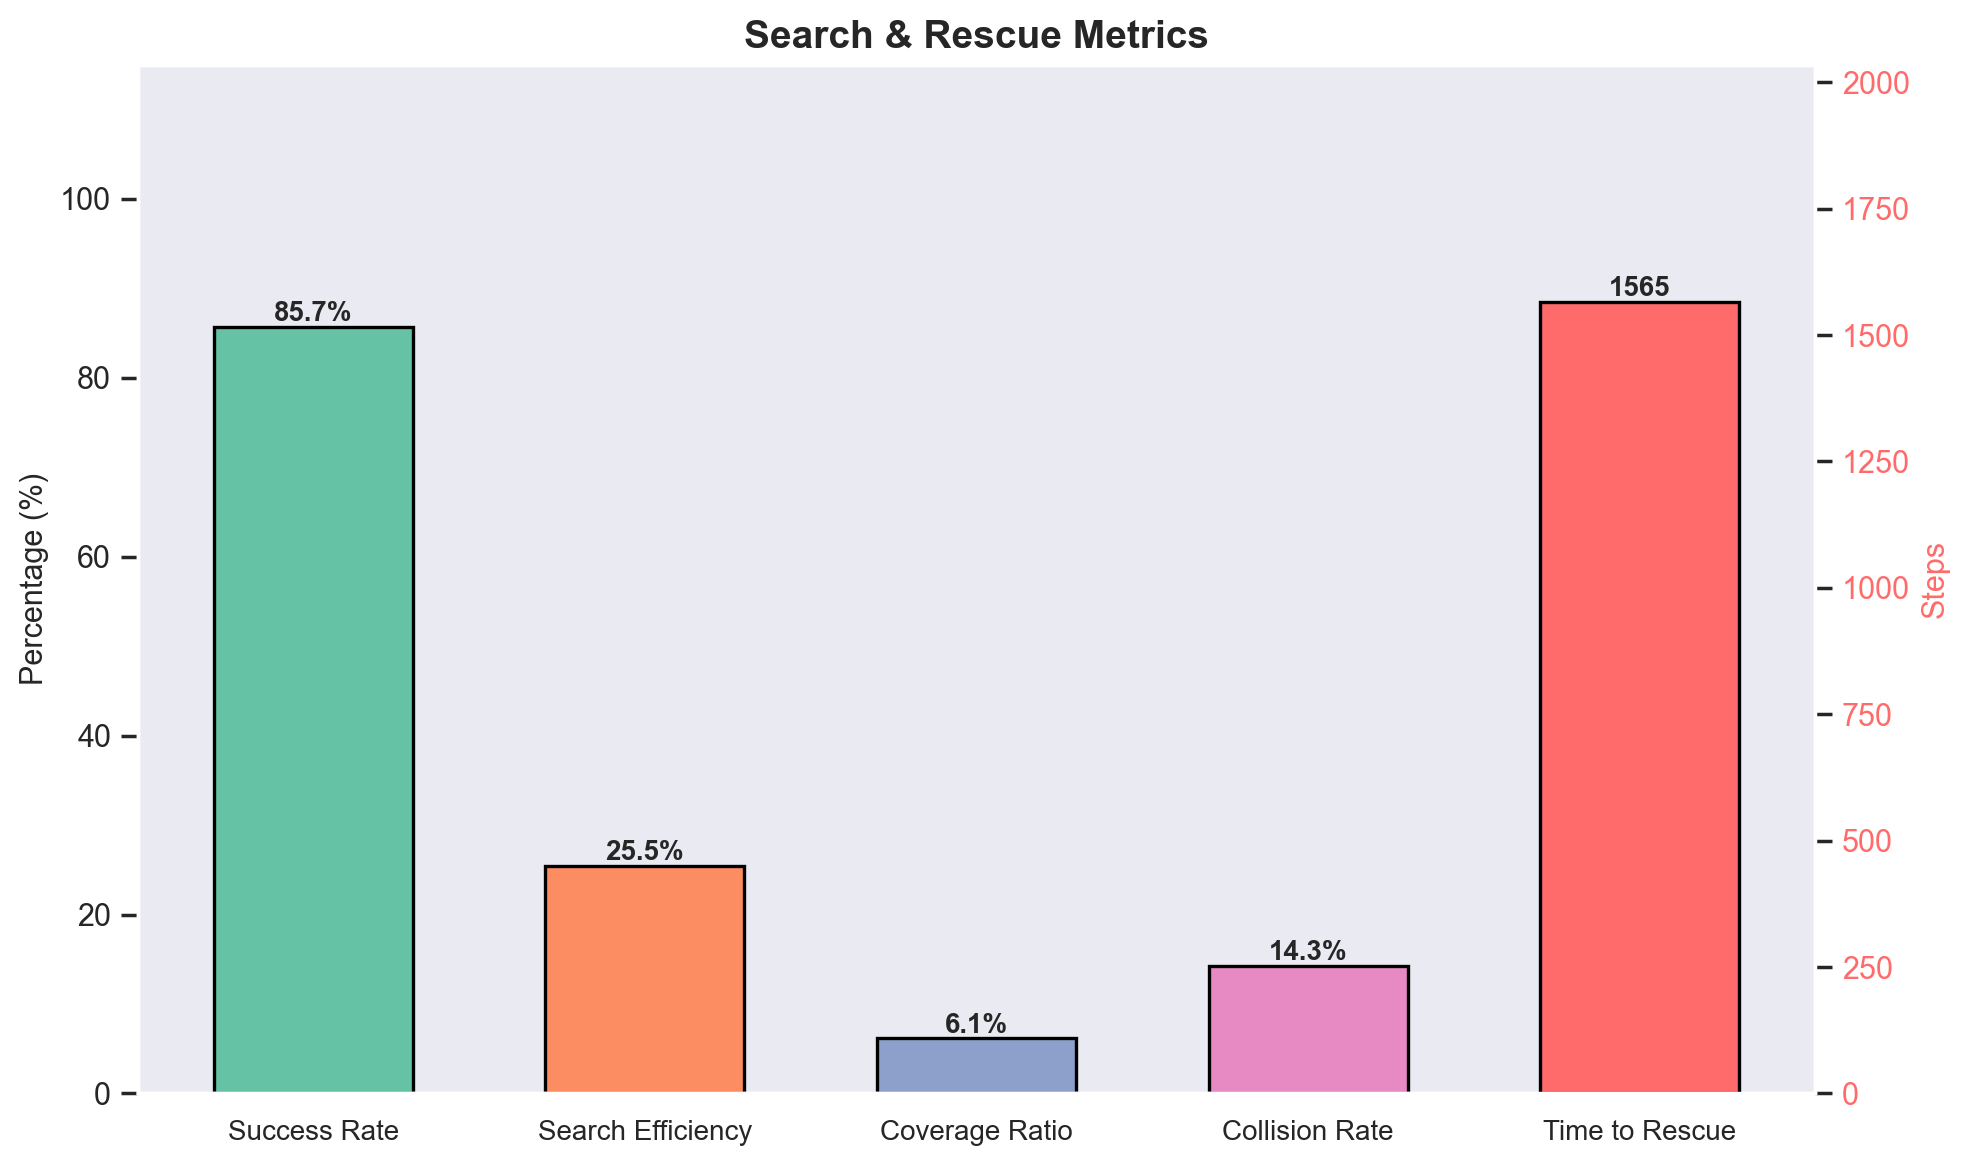 Search & Rescue Metrics
Percentage (%)
100
80
60
40
20
0
85.7%
25.5%
6.1%
14.3%
1565
Success Rate
Search Efficiency
Coverage Ratio
Collision Rate
Time to Rescue
2000
1750
1500
1250
1000
750
500
250
0
Steps